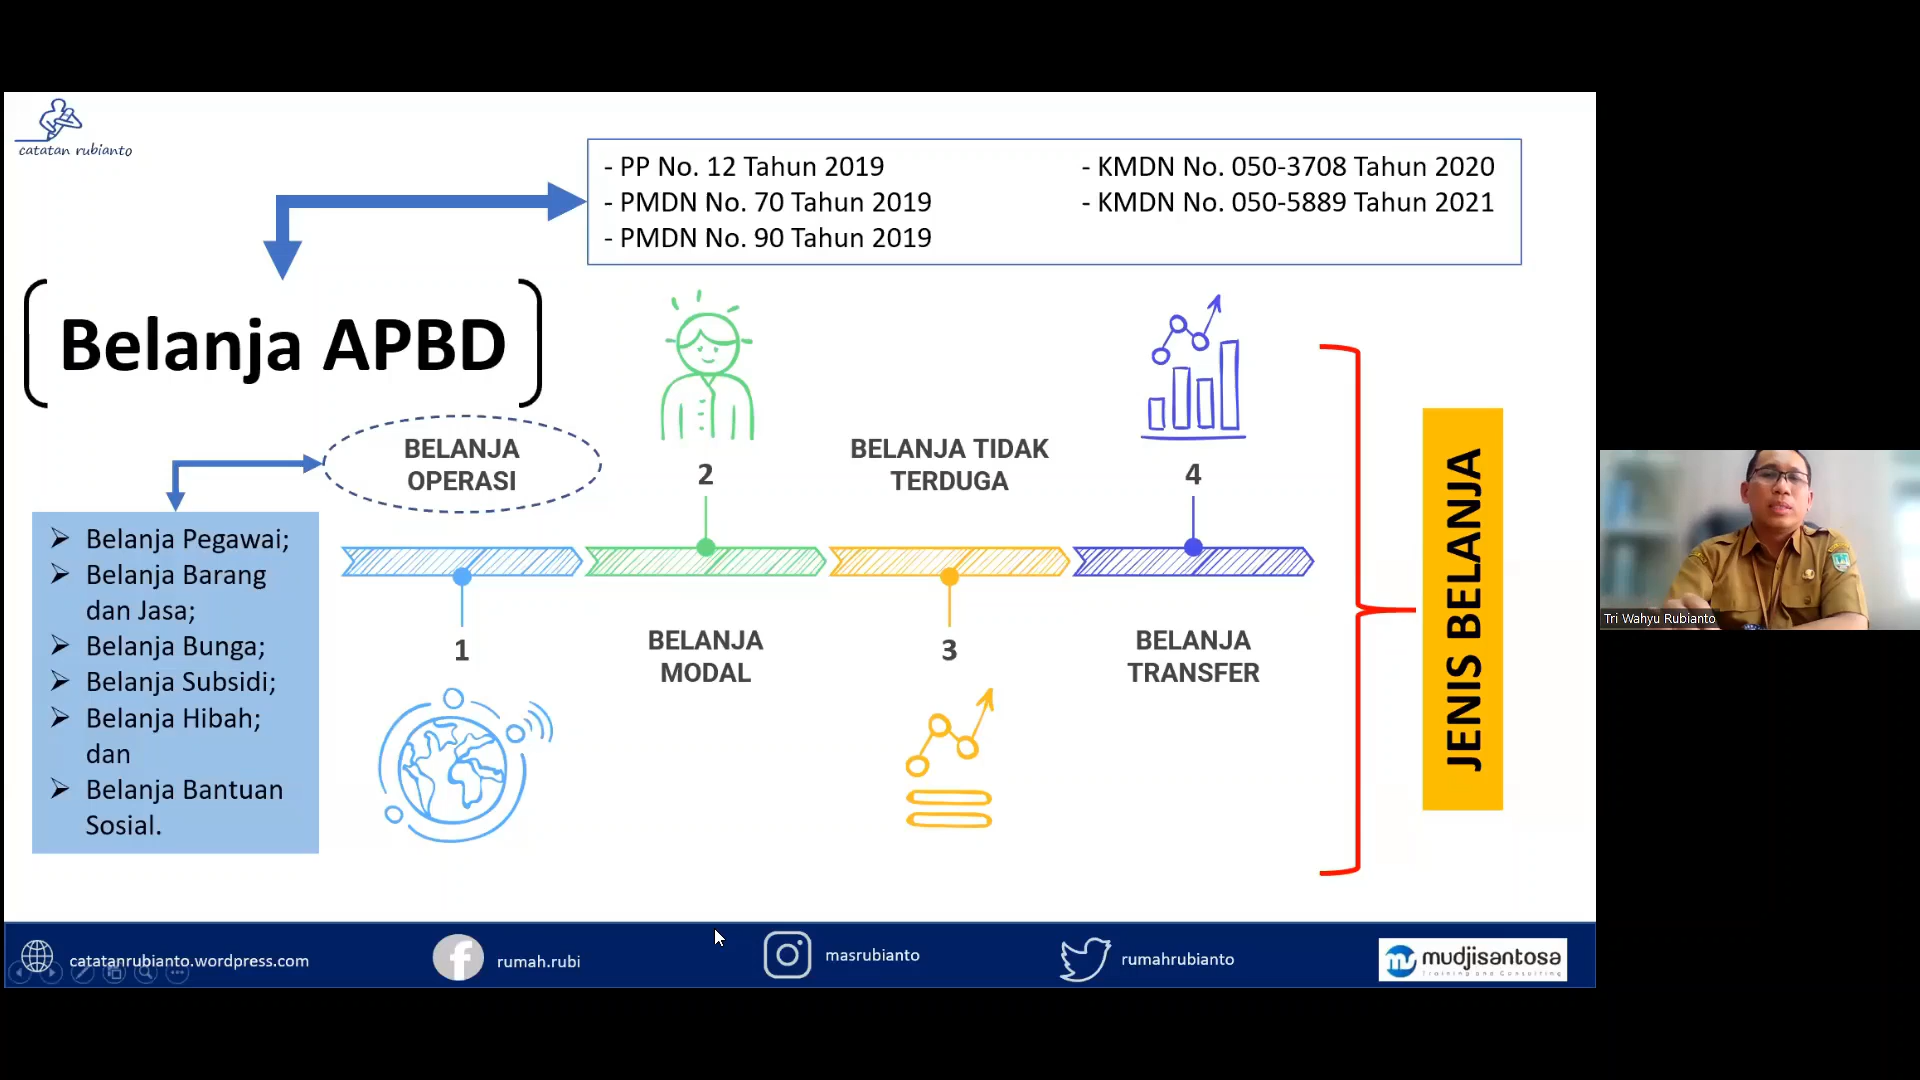 catatan rubianto
- PP No. 12 Tahun 2019
- PMDN No. 70 Tahun 2019
- PMDN No. 90 Tahun 2019
- KMDN No. 050-3708 Tahun 2020
- KMDN No. 050-5889 Tahun 2021
Belanja APBD
BELANJA
OPERASI
1
2
BELANJA
MODAL
BELANJA TIDAK
TERDUGA
3
4
BELANJA
TRANSFER
JENIS BELANJA
Belanja Pegawai;
Belanja Barang
dan Jasa;
Belanja Bunga;
Belanja Subsidi;
Belanja Hibah;
dan
Belanja Bantuan
Sosial.
Tri Wahyu Rubianto
catatanrubianto.wordpress.com
rumah.rubi
masrubianto
rumahrubianto
mudjisantosa
Training and Consulting